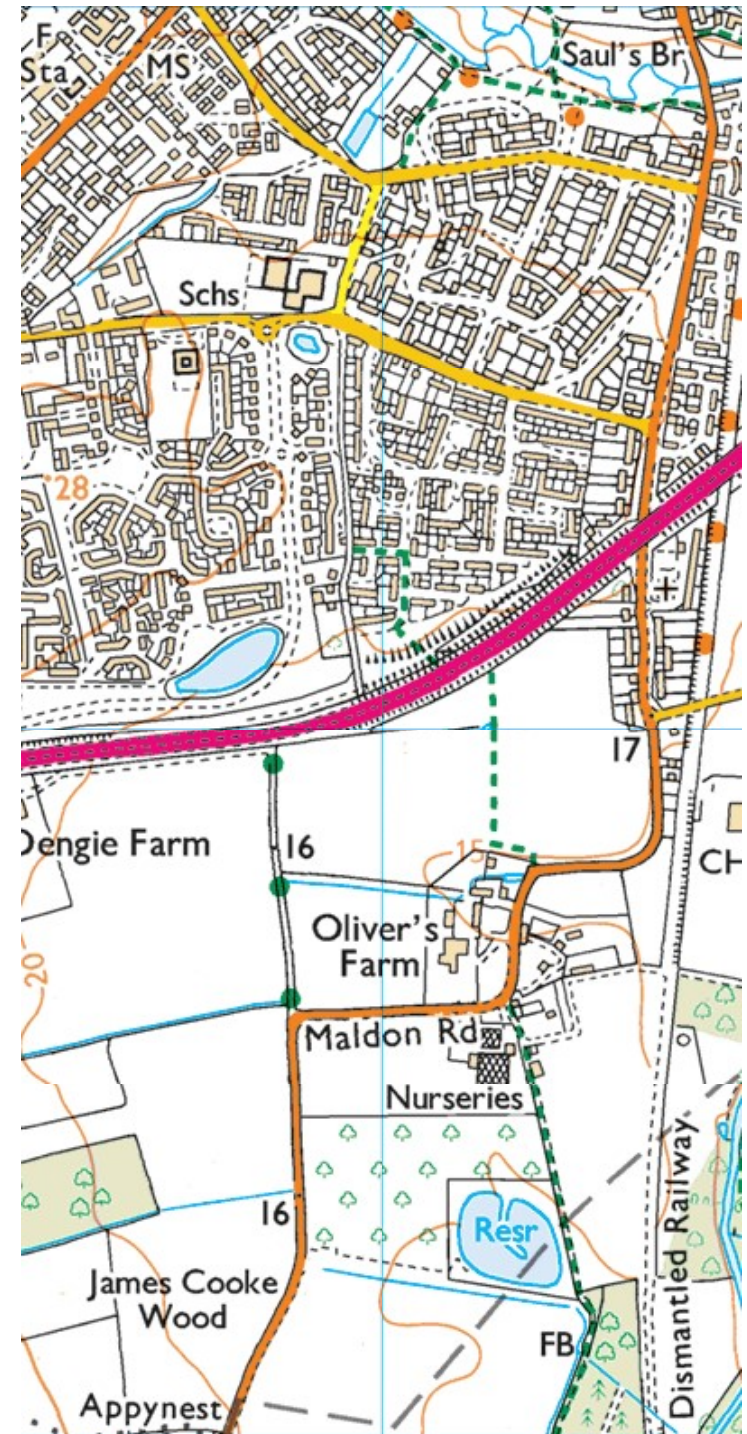 F
Sta
MS
Saul's Br
Schs
28
17
Dengie Farm
16
15
CH
Oliver's
Farm
20
Maldon Rd
Nurseries
16
Resr
Dismantled Railway
James Cooke
Wood
FB
Appynest